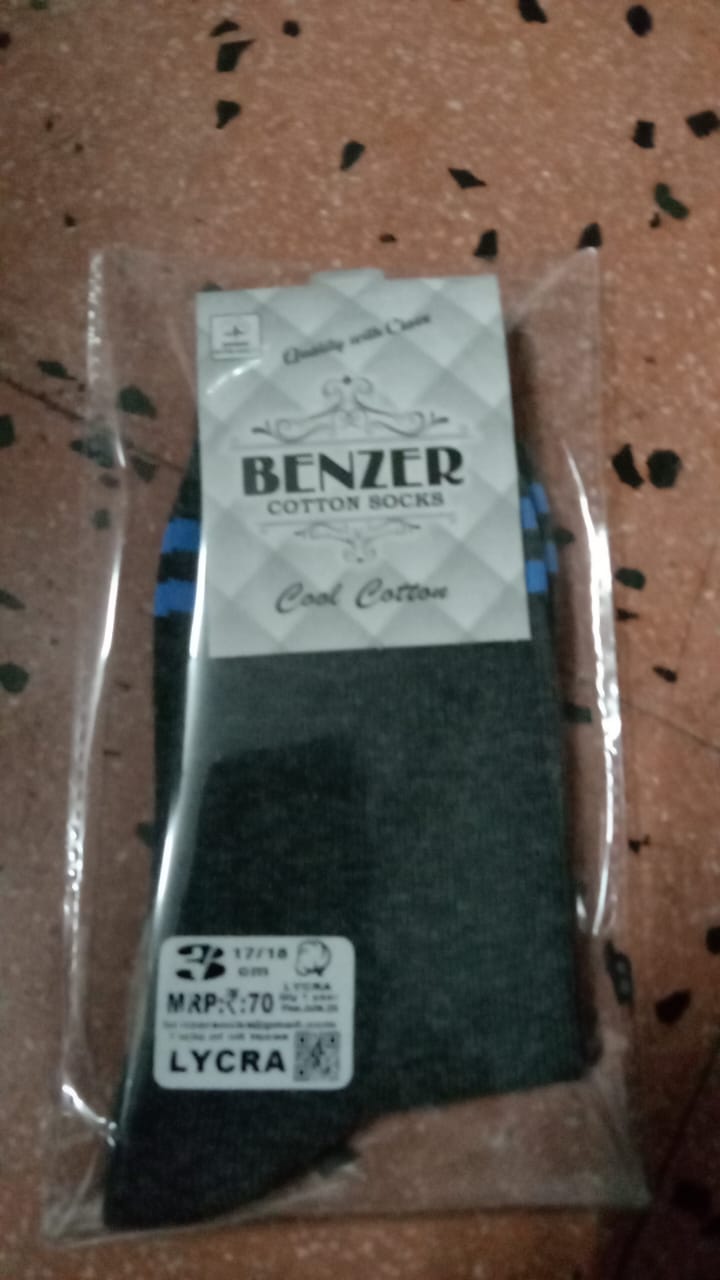 Quality with Class
BENZER
COTTON SOCKS
Cool Cotton
3 17/18
cm
LYCRA
MRP:₹:70
LYCRA